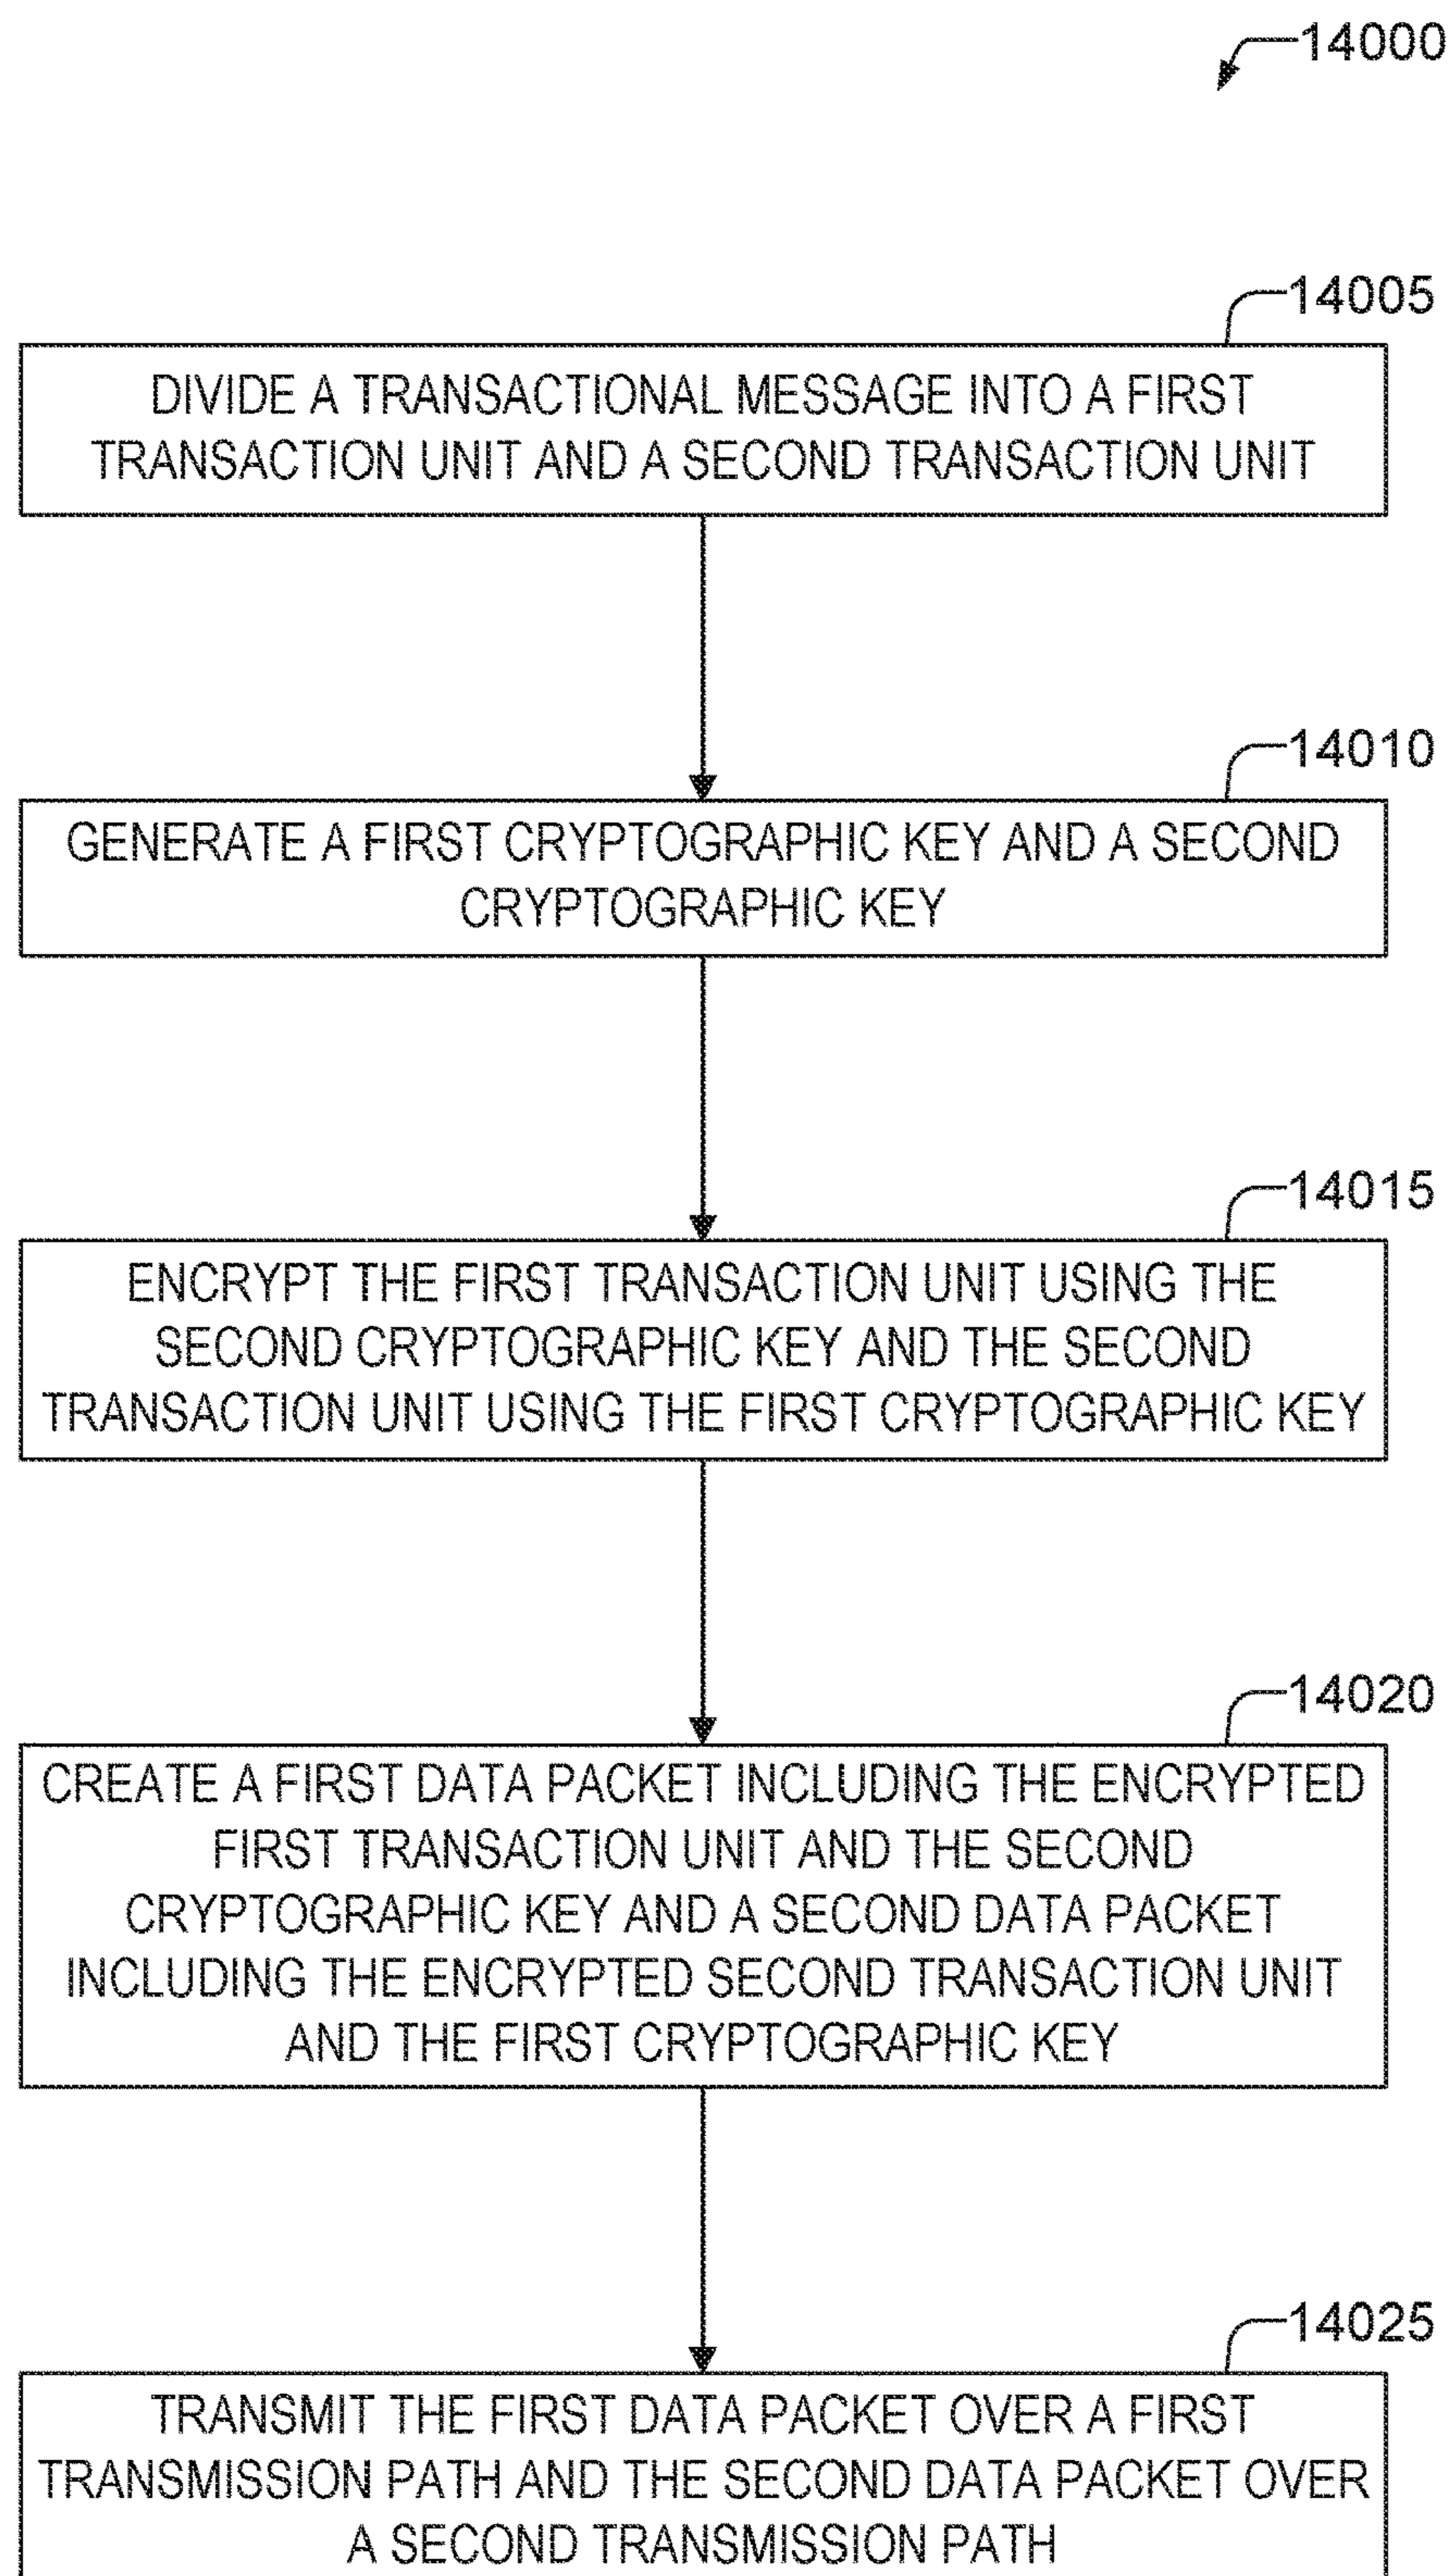 14000
14005
DIVIDE A TRANSACTIONAL MESSAGE INTO A FIRST
TRANSACTION UNIT AND A SECOND TRANSACTION UNIT
14010
GENERATE A FIRST CRYPTOGRAPHIC KEY AND A SECOND
CRYPTOGRAPHIC KEY
14015
ENCRYPT THE FIRST TRANSACTION UNIT USING THE
SECOND CRYPTOGRAPHIC KEY AND THE SECOND
TRANSACTION UNIT USING THE FIRST CRYPTOGRAPHIC KEY
14020
CREATE A FIRST DATA PACKET INCLUDING THE ENCRYPTED
FIRST TRANSACTION UNIT AND THE SECOND
CRYPTOGRAPHIC KEY AND A SECOND DATA PACKET
INCLUDING THE ENCRYPTED SECOND TRANSACTION UNIT
AND THE FIRST CRYPTOGRAPHIC KEY
14025
TRANSMIT THE FIRST DATA PACKET OVER A FIRST
TRANSMISSION PATH AND THE SECOND DATA PACKET OVER
A SECOND TRANSMISSION PATH